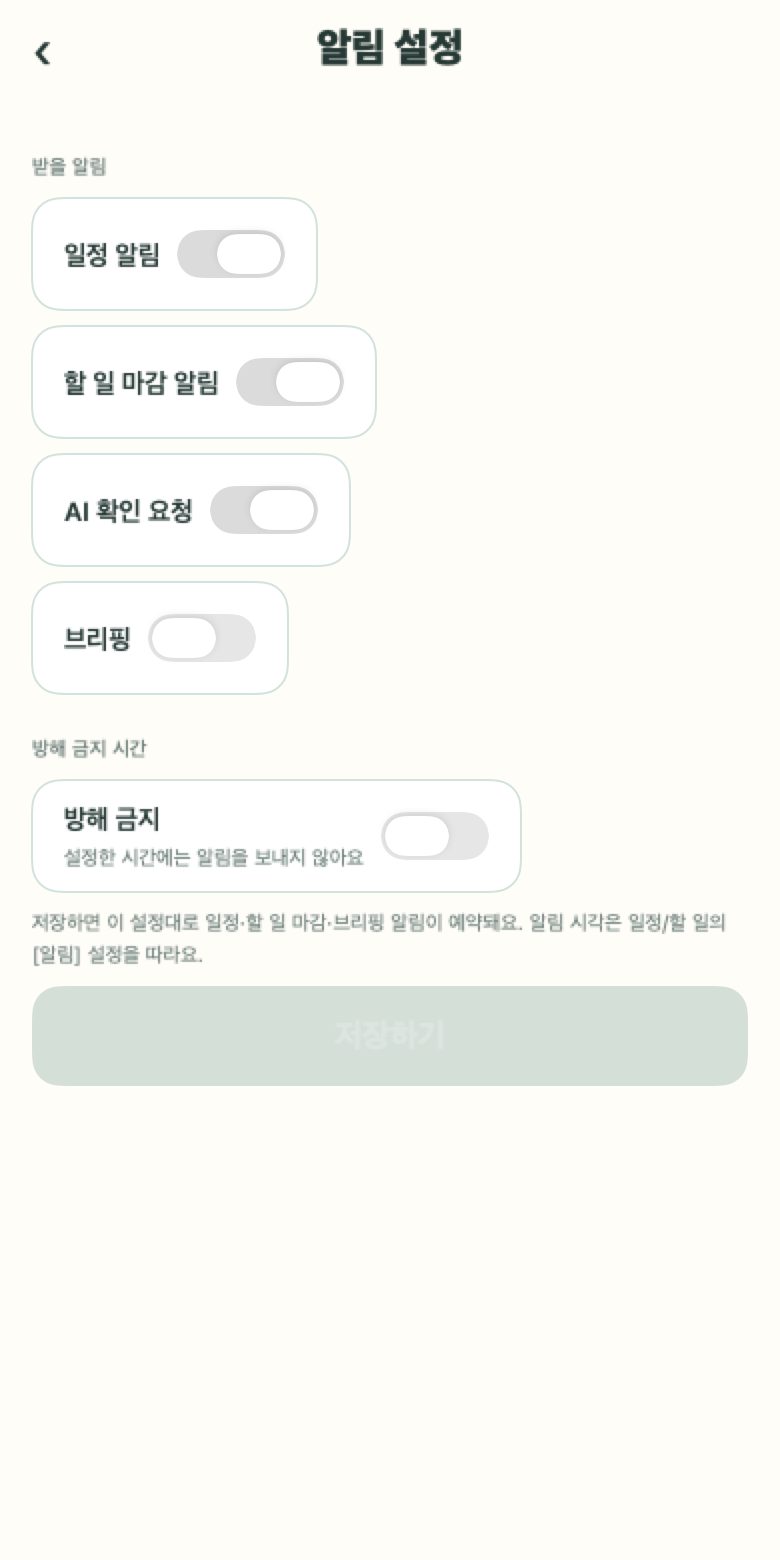 알림 설정
받을 알림
일정 알림
할 일 마감 알림
AI 확인 요청
브리핑
방해 금지 시간
방해 금지
설정한 시간에는 알림을 보내지 않아요
저장하면 이 설정대로 일정·할 일 마감·브리핑 알림이 예약돼요. 알림 시각은 일정/할 일의
[알림] 설정을 따라요.
저장하기